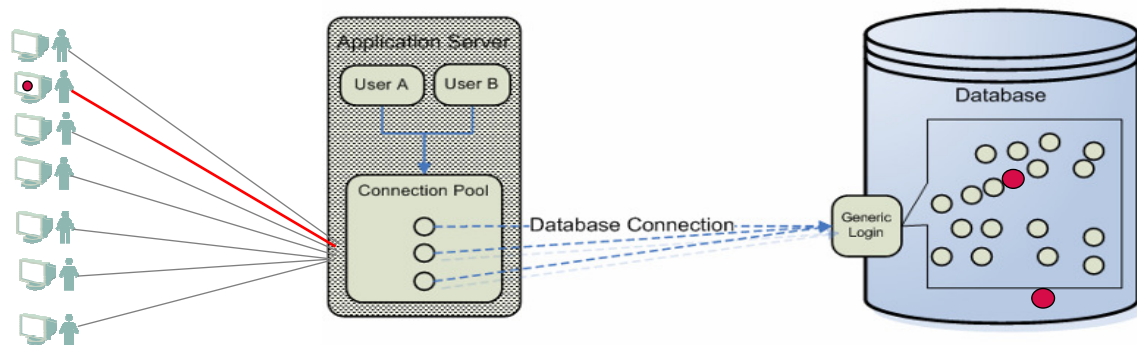 Application Server
User A
User B
Connection Pool
Database Connection
Generic
Login
Database